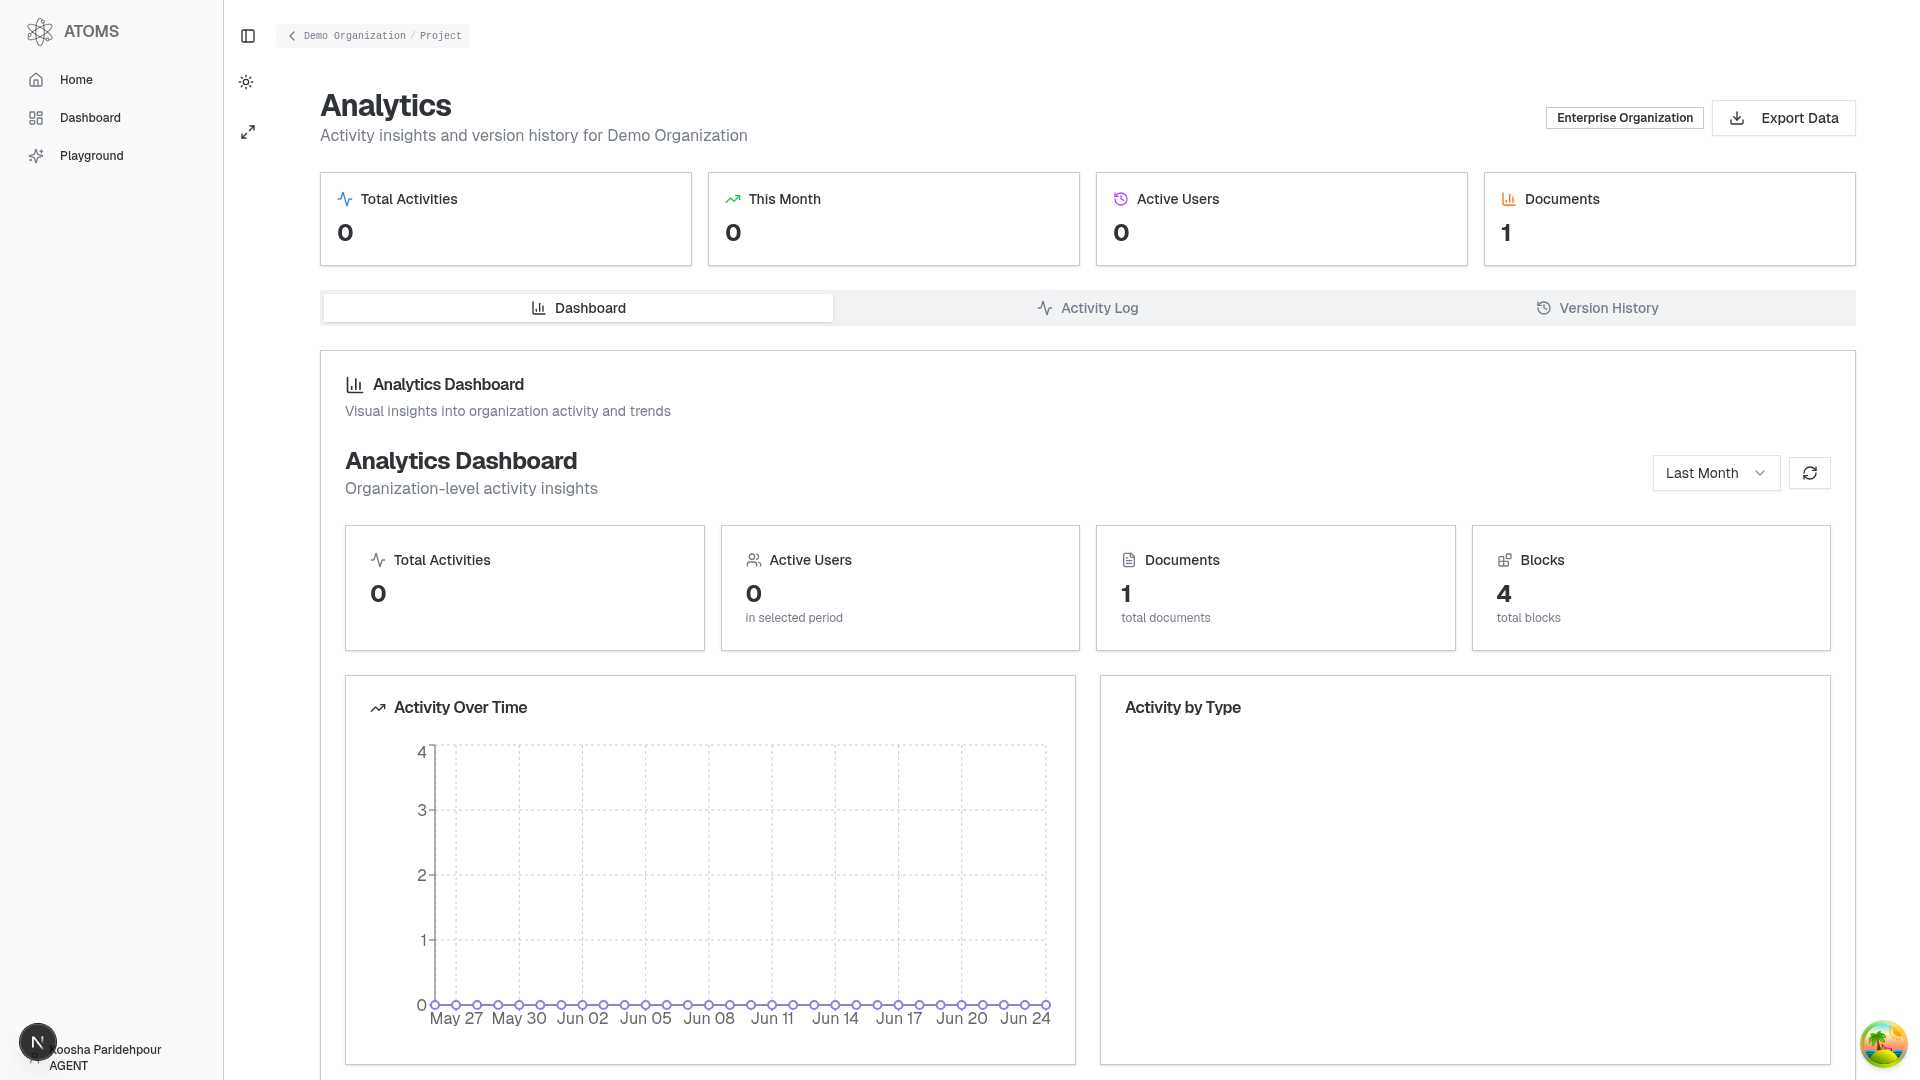 ATOMS
Home
Dashboard
Playground
Demo Organization / Project
Analytics
Activity insights and version history for Demo Organization
Enterprise Organization
Export Data
Total Activities
0
This Month
0
Active Users
0
Documents
1
Dashboard
Activity Log
Version History
Analytics Dashboard
Visual insights into organization activity and trends
Analytics Dashboard
Organization-level activity insights
Last Month
Total Activities
0
Active Users
0
in selected period
Documents
1
total documents
Blocks
4
total blocks
Activity Over Time
4
3
2
1
0
May 27 May 30 Jun 02 Jun 05 Jun 08 Jun 11 Jun 14 Jun 17 Jun 20 Jun 24
Activity by Type
N
Koosha Paridehpour
AGENT